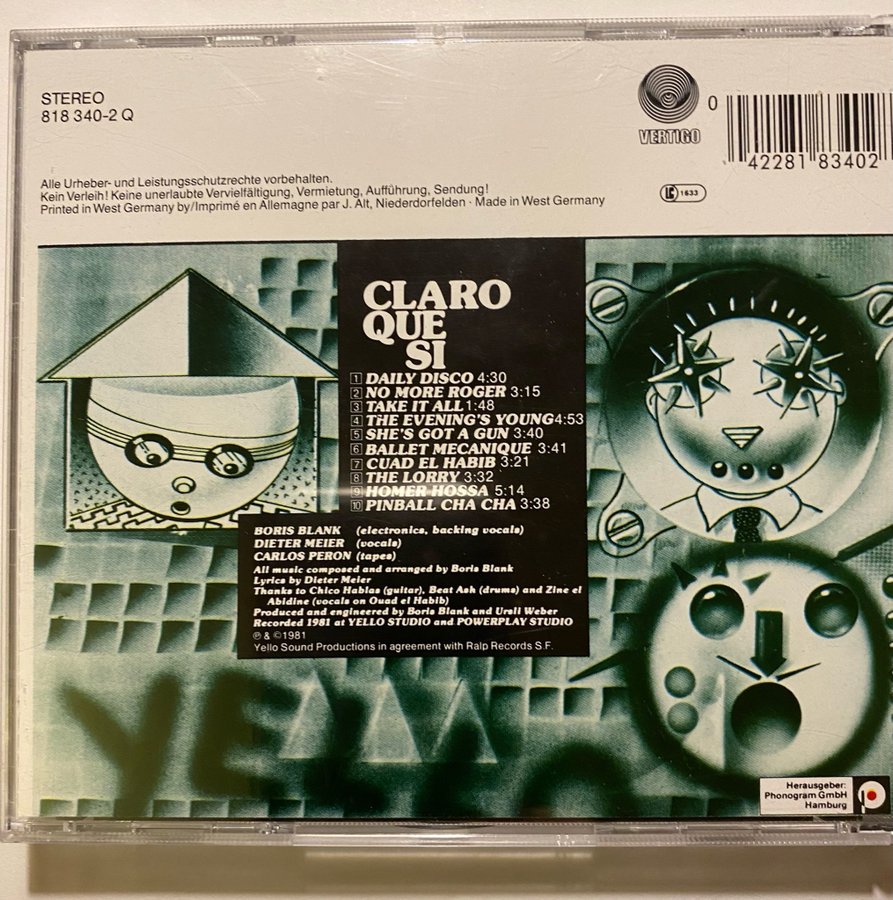 STEREO
818 340-2 Q
VERTIGO
0
42281 83402
Alle Urheber- und Leistungsschutzrechte vorbehalten.
Kein Verleih! Keine unerlaubte Vervielfältigung, Vermietung, Aufführung, Sendung!
Printed in West Germany by/Imprimé en Allemagne par J. Alt, Niederdorfelden · Made in West Germany
LC 1633
CLARO
QUE
SI
1 DAILY DISCO 4:30
2 NO MORE ROGER 3:15
3 TAKE IT ALL 1:48
4 THE EVENING'S YOUNG 4:53
5 SHE'S GOT A GUN 3:40
6 BALLET MECANIQUE 3:41
7 CUAD EL HABIB 3:21
8 THE LORRY 3:32
9 HOMER HOSSA 5:14
10 PINBALL CHA CHA 3:38
BORIS BLANK (electronics, backing vocals)
DIETER MEIER (vocals)
CARLOS PERON (tapes)
All music composed and arranged by Boris Blank
Lyrics by Dieter Meier
Thanks to Chico Hablas (guitar), Beat Ash (drums) and Zine el
Abidine (vocals on Ouad el Habib)
Produced and engineered by Boris Blank and Ursli Weber
Recorded 1981 at YELLO STUDIO and POWERPLAY STUDIO
℗ & © 1981
Yello Sound Productions in agreement with Ralp Records S.F.
Herausgeber:
Phonogram GmbH
Hamburg